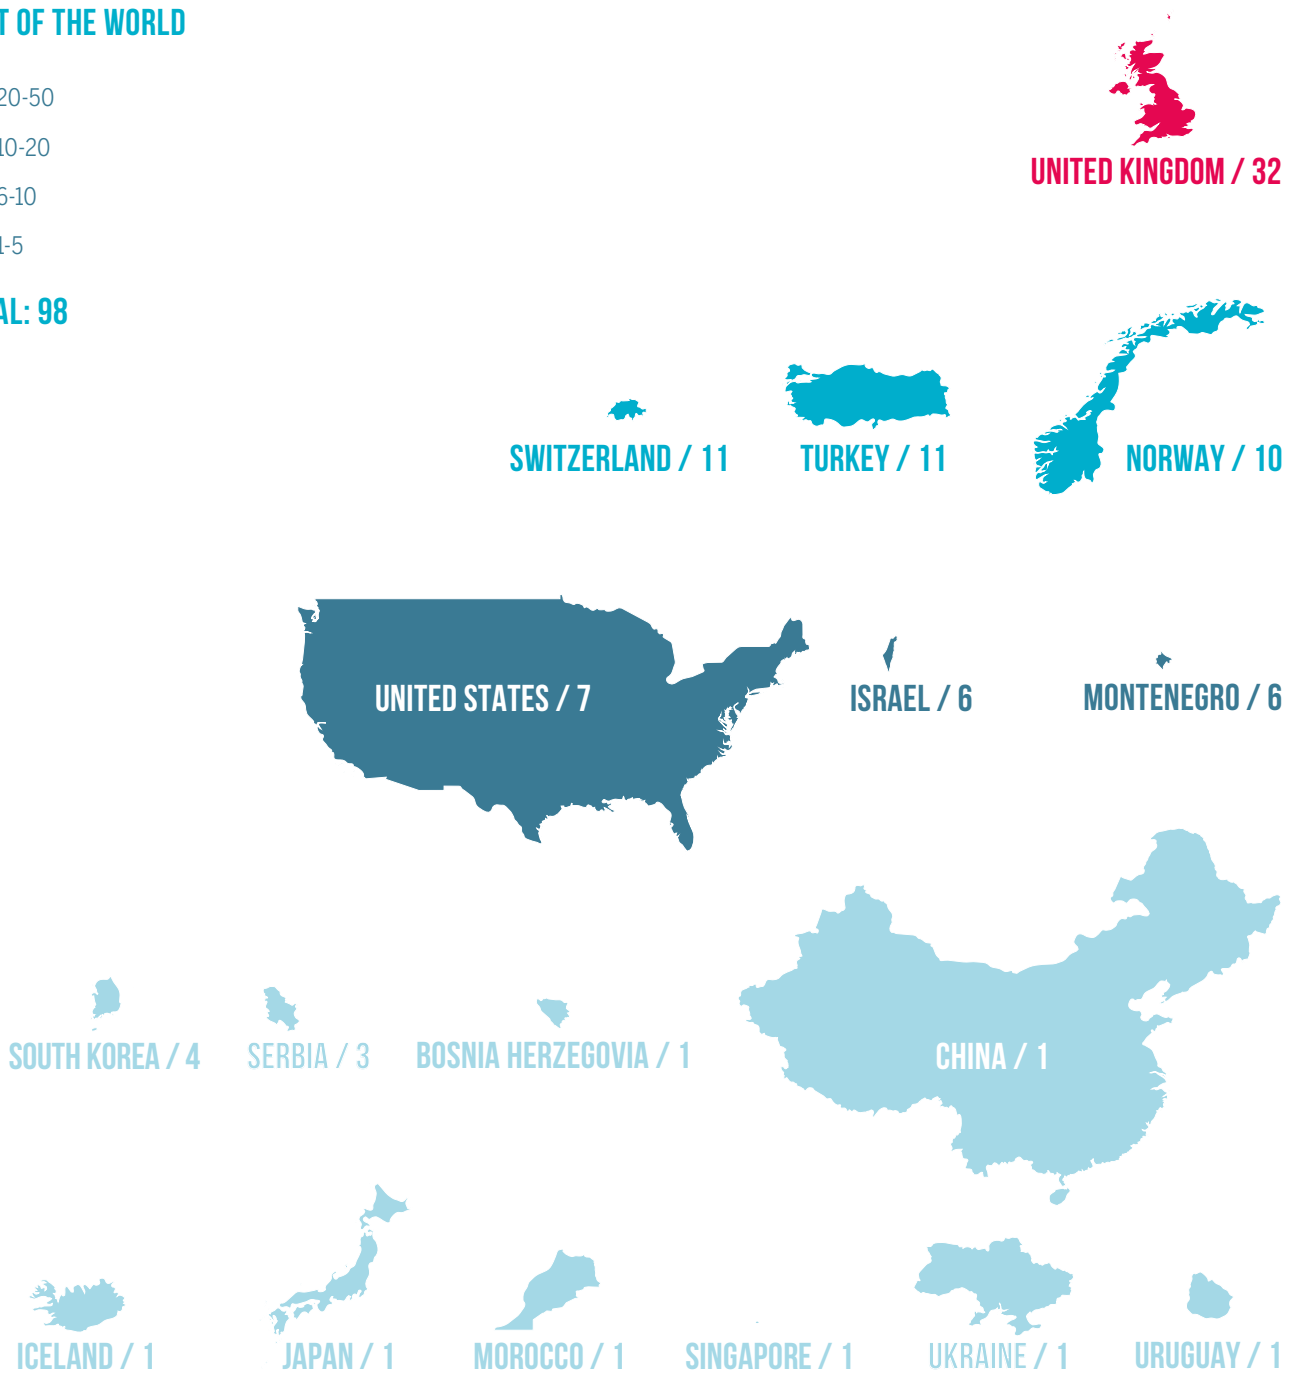 T OF THE WORLD
20-50
10-20
6-10
1-5
AL: 98
UNITED KINGDOM / 32
SWITZERLAND / 11
TURKEY / 11
NORWAY / 10
UNITED STATES / 7
ISRAEL / 6
MONTENEGRO / 6
SOUTH KOREA / 4
SERBIA / 3
BOSNIA HERZEGOVIA / 1
CHINA / 1
ICELAND / 1
JAPAN / 1
MOROCCO / 1
SINGAPORE / 1
UKRAINE / 1
URUGUAY / 1